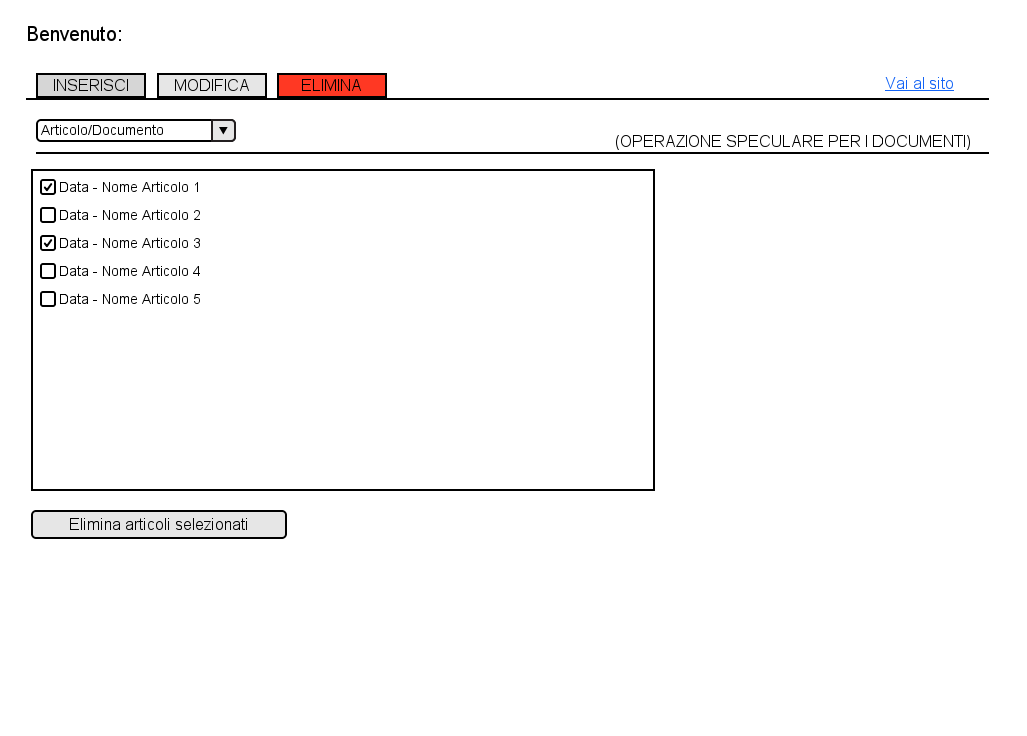 Benvenuto:
INSERISCI MODIFICA ELIMINA Vai al sito
Articolo/Documento
(OPERAZIONE SPECULARE PER I DOCUMENTI)
Data - Nome Articolo 1
Data - Nome Articolo 2
Data - Nome Articolo 3
Data - Nome Articolo 4
Data - Nome Articolo 5
Elimina articoli selezionati